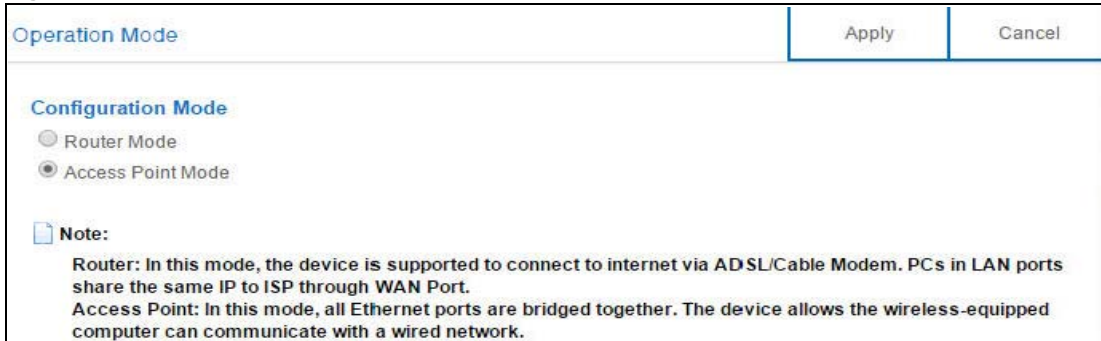 Operation Mode
Apply
Cancel
Configuration Mode
Router Mode
Access Point Mode
Note:
Router: In this mode, the device is supported to connect to internet via ADSL/Cable Modem. PCs in LAN ports
share the same IP to ISP through WAN Port.
Access Point: In this mode, all Ethernet ports are bridged together. The device allows the wireless-equipped
computer can communicate with a wired network.